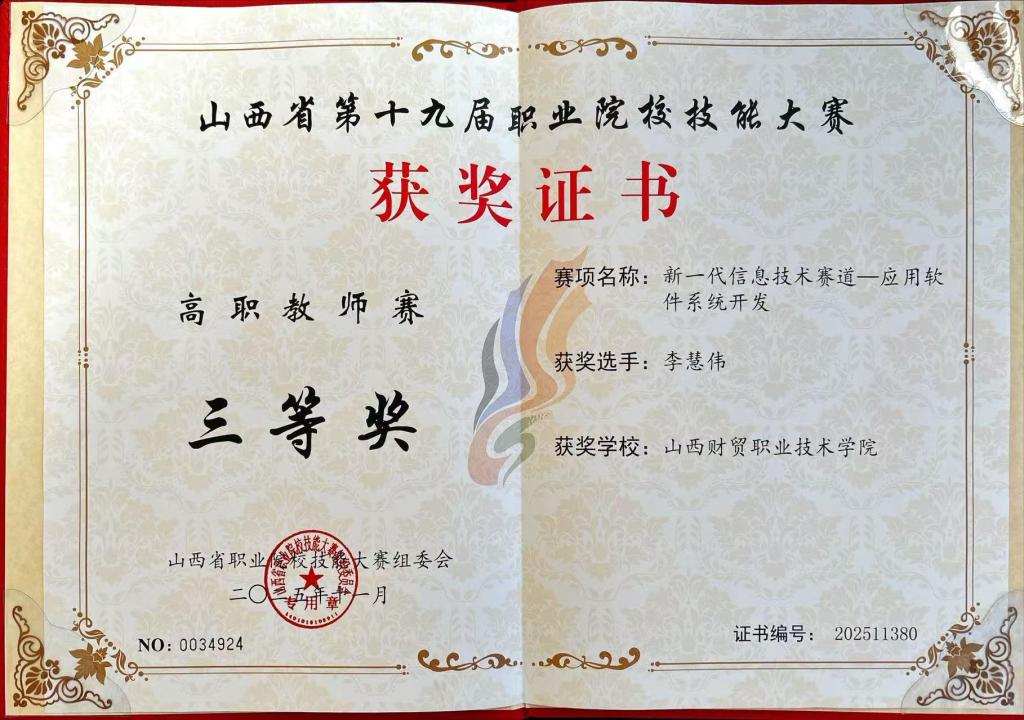 山西省第十九届职业院校技能大赛
获奖证书
高职教师赛
三等奖
山西省职业院校技能大赛组委会
二〇二五年十一月
专用章
NO：0034924
赛项名称：新一代信息技术赛道—应用软
件系统开发
获奖选手：李慧伟
获奖学校：山西财贸职业技术学院
证书编号： 202511380